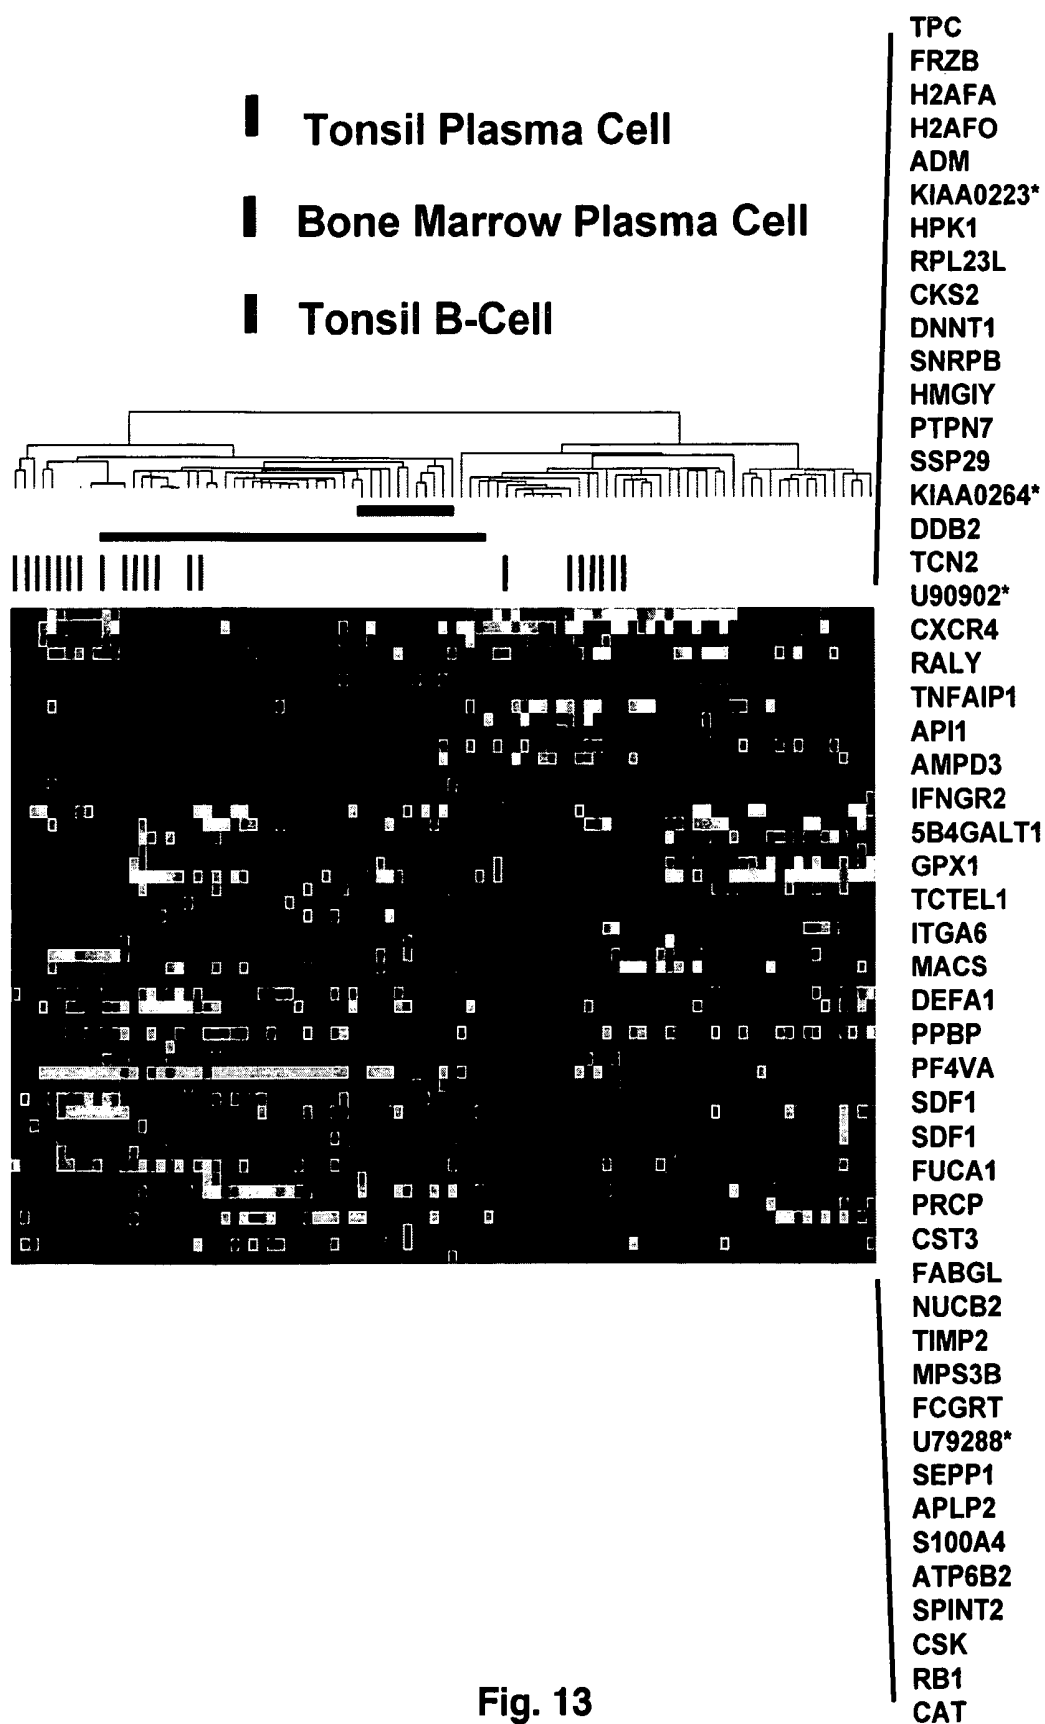 Tonsil Plasma Cell
Bone Marrow Plasma Cell
Tonsil B-Cell
TPC
FRZB
H2AFA
H2AFO
ADM
KIAA0223*
HPK1
RPL23L
CKS2
DNNT1
SNRPB
HMGIY
PTPN7
SSP29
KIAA0264*
DDB2
TCN2
U90902*
CXCR4
RALY
TNFAIP1
API1
AMPD3
IFNGR2
5B4GALT1
GPX1
TCTEL1
ITGA6
MACS
DEFA1
PPBP
PF4VA
SDF1
SDF1
FUCA1
PRCP
CST3
FABGL
NUCB2
TIMP2
MPS3B
FCGRT
U79288*
SEPP1
APLP2
S100A4
ATP6B2
SPINT2
CSK
RB1
CAT
Fig. 13